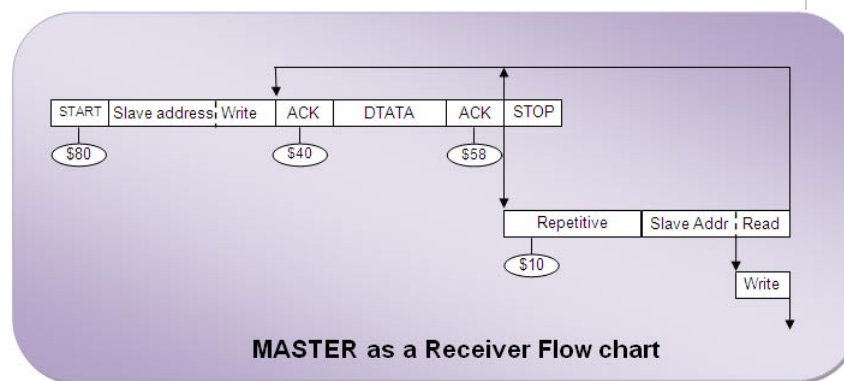 START Slave address Write ACK DTATA ACK STOP
$80 $40 $58
Repetitive Slave Addr Read
$10
Write
MASTER as a Receiver Flow chart